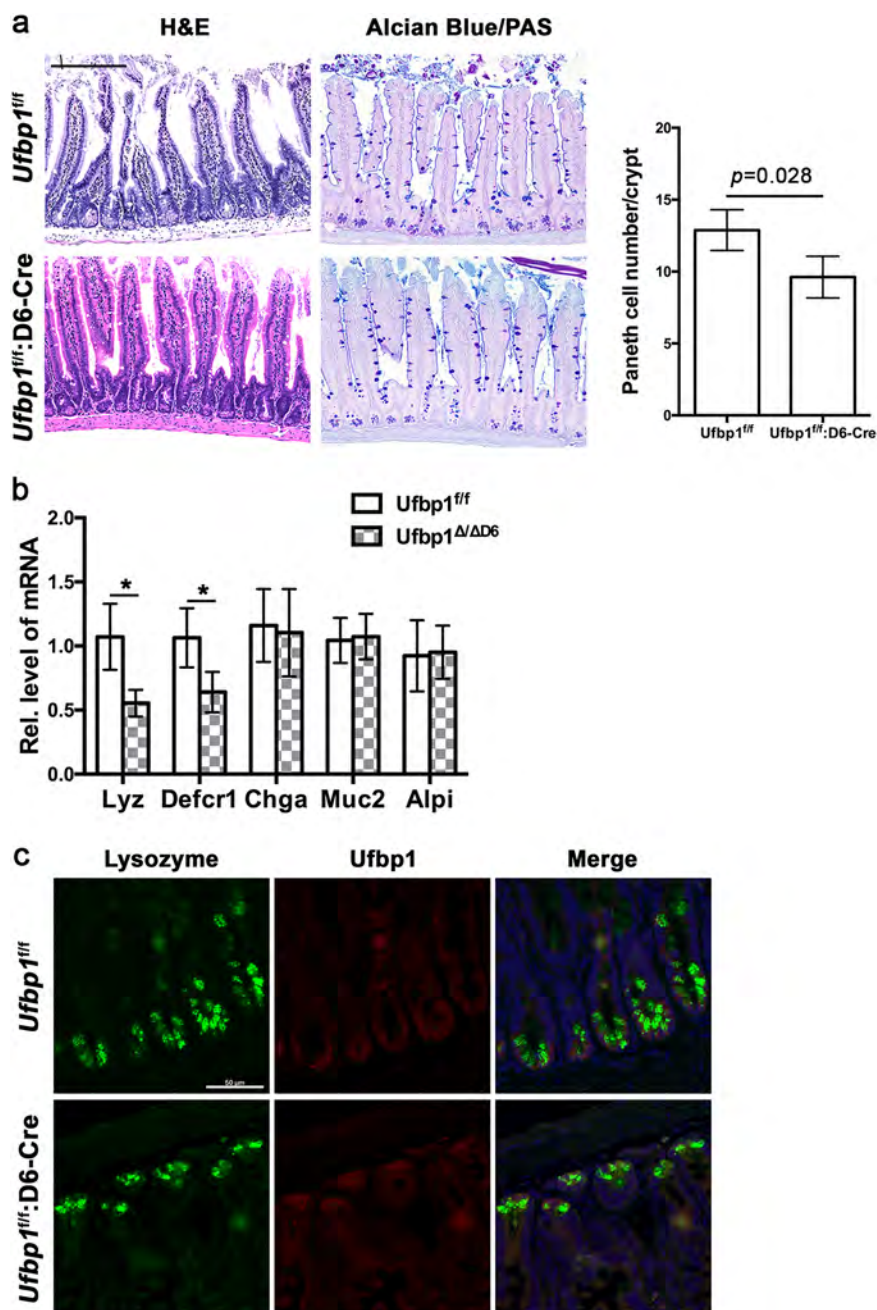 a
H&E
Alcian Blue/PAS
Ufbp1f/f
Ufbp1f/f:D6-Cre
20
15
10
5
0
Paneth cell number/crypt
p=0.028
Ufbp1f/f
Ufbp1f/f:D6-Cre
b
Ufbp1f/f
Ufbp1Δ/ΔD6
2.0
1.5
1.0
0.5
0.0
Rel. level of mRNA
*
*
Lyz Defcr1 Chga Muc2 Alpi
c
Lysozyme
Ufbp1
Merge
Ufbp1f/f
50 µm
Ufbp1f/f:D6-Cre